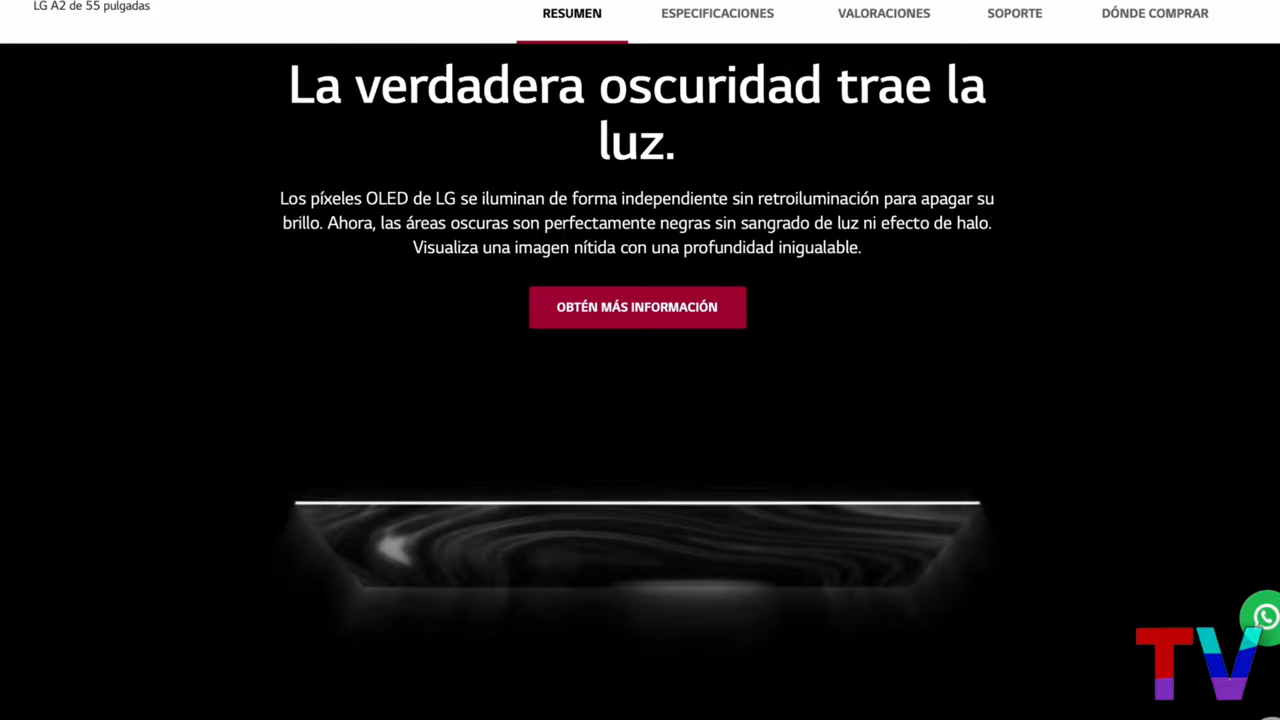 LG A2 de 55 pulgadas
RESUMEN
ESPECIFICACIONES
VALORACIONES
SOPORTE
DÓNDE COMPRAR
La verdadera oscuridad trae la
luz.
Los píxeles OLED de LG se iluminan de forma independiente sin retroiluminación para apagar su
brillo. Ahora, las áreas oscuras son perfectamente negras sin sangrado de luz ni efecto de halo.
Visualiza una imagen nítida con una profundidad inigualable.
OBTÉN MÁS INFORMACIÓN
TV